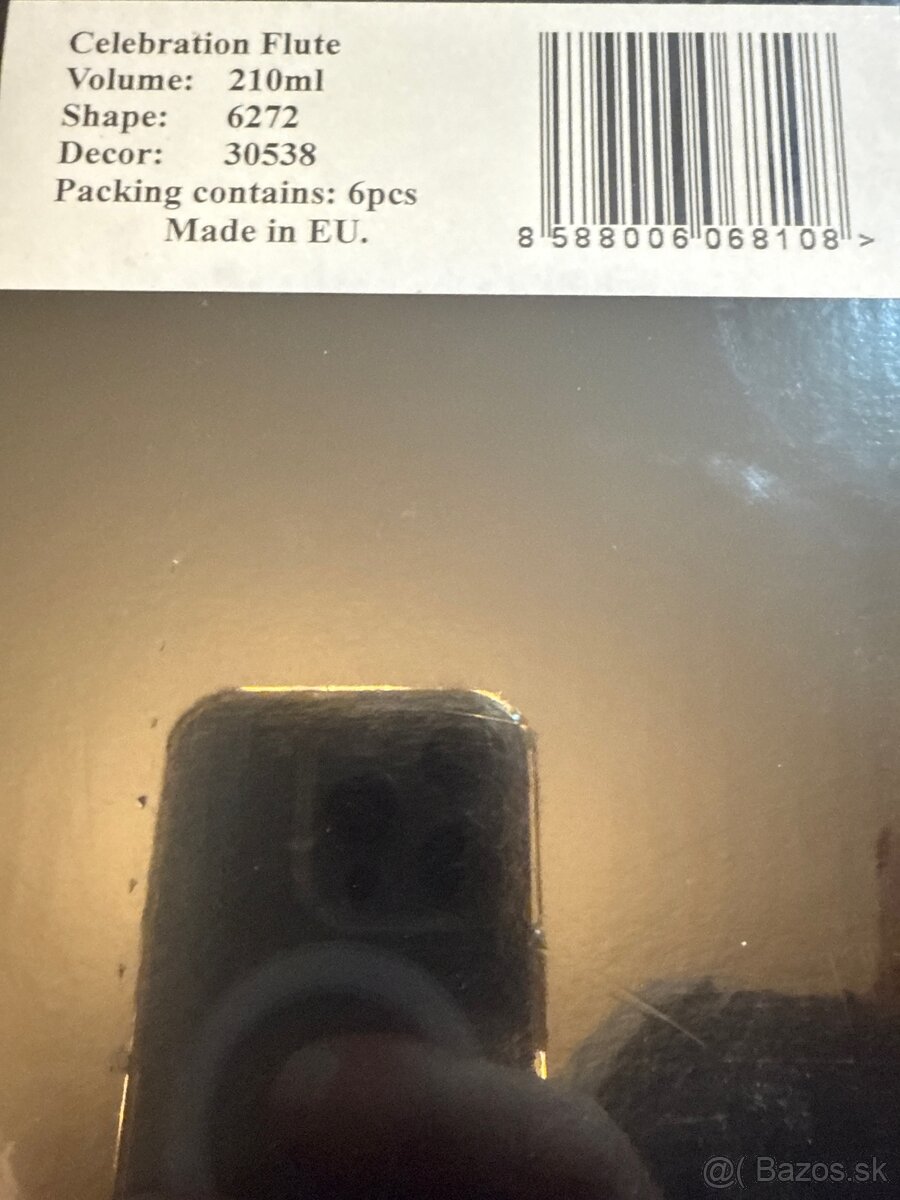 Celebration Flute
Volume: 210ml
Shape: 6272
Decor: 30538
Packing contains: 6pcs
Made in EU.
8 588006 068108 >
@( Bazos.sk